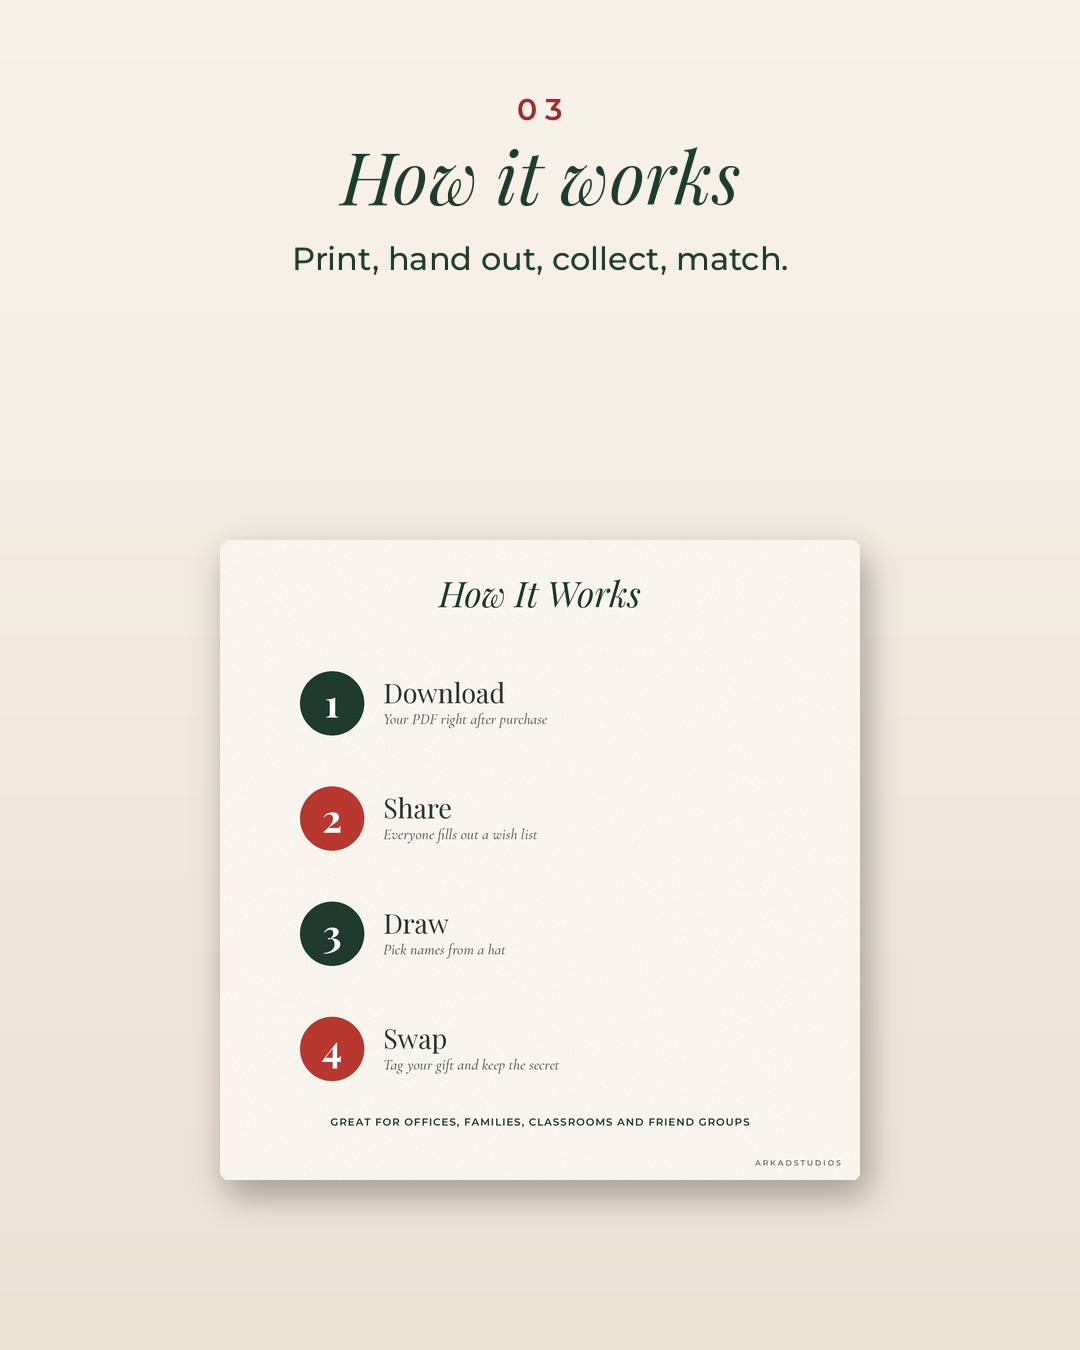 03
How it works
Print, hand out, collect, match.
How It Works
1
Download
Your PDF right after purchase
2
Share
Everyone fills out a wish list
3
Draw
Pick names from a hat
4
Swap
Tag your gift and keep the secret
GREAT FOR OFFICES, FAMILIES, CLASSROOMS AND FRIEND GROUPS
ARKADSTUDIOS